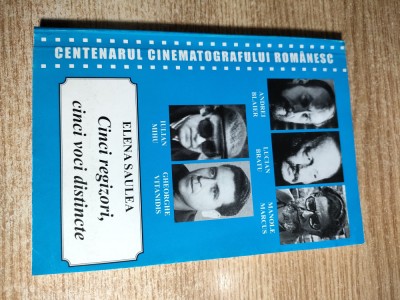 CENTENARUL CINEMATOGRAFULUI ROMÂNESC
ELENA SAULEA
Cinci regizori,
cinci voci distincte
ANDREI
BLAIER
LUCIAN
BRATU
MANOLE
MARCUS
IULIAN
MIHU
GHEORGHE
VITANIDIS